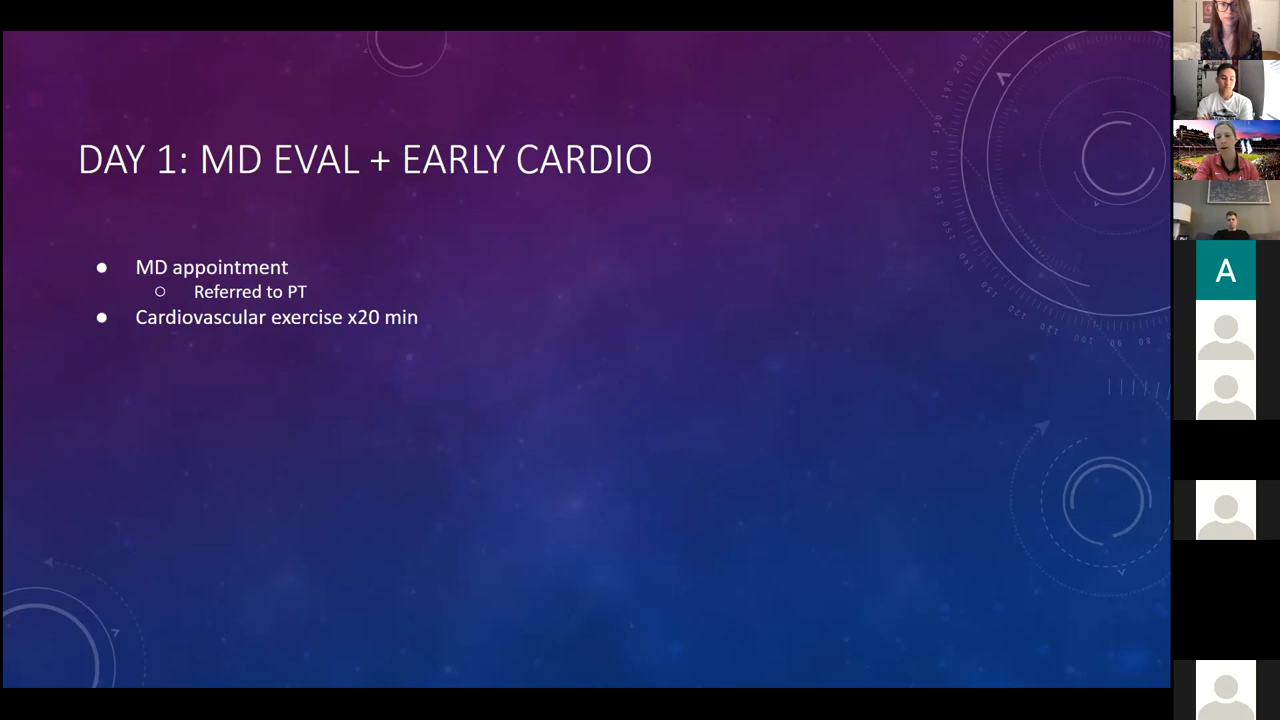 DAY 1: MD EVAL + EARLY CARDIO
● MD appointment
○ Referred to PT
● Cardiovascular exercise x20 min
A